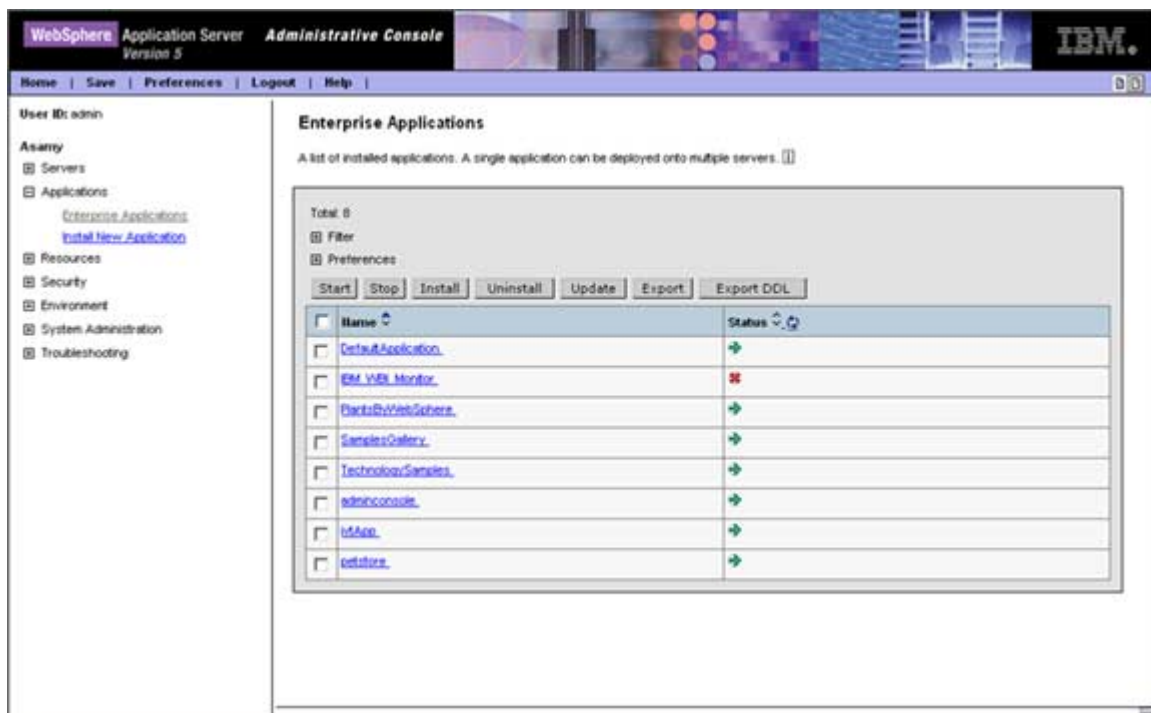 WebSphere Application Server Administrative Console
Version 5
IBM.
Home | Save | Preferences | Logout | Help |
User ID: admin
Asamy
Servers
Applications
Enterprise Applications
Install New Application
Resources
Security
Environment
System Administration
Troubleshooting
Enterprise Applications
A list of installed applications. A single application can be deployed onto multiple servers. i
Total: 8
Filter
Preferences
Start Stop Install Uninstall Update Export Export DDL
Name Status
DefaultApplication
IBM WBI Monitor
PlantsByWebSphere
SamplesGallery
TechnologySamples
adminconsole
ivtApp
petstore